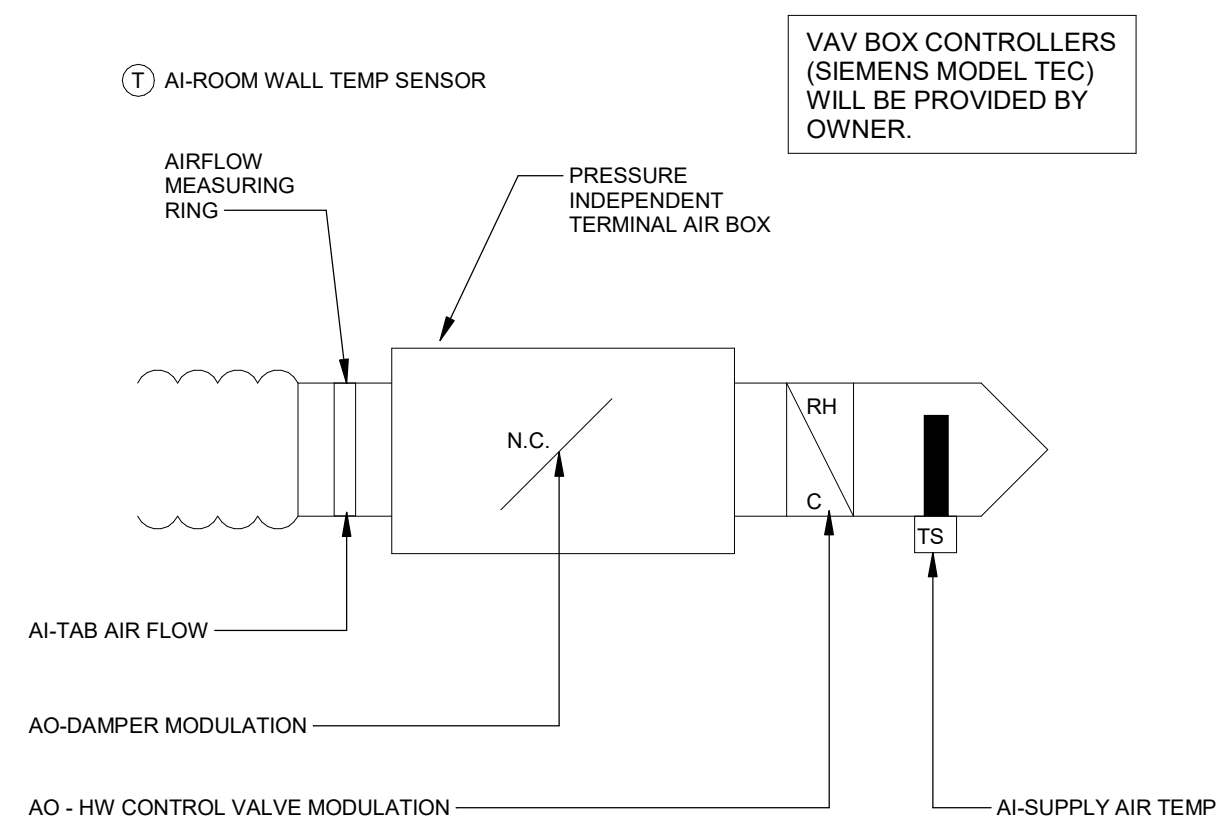 VAV BOX CONTROLLERS
(SIEMENS MODEL TEC)
WILL BE PROVIDED BY
OWNER.
T AI-ROOM WALL TEMP SENSOR
AIRFLOW
MEASURING
RING
PRESSURE
INDEPENDENT
TERMINAL AIR BOX
N.C.
RH
C
TS
AI-TAB AIR FLOW
AO-DAMPER MODULATION
AO - HW CONTROL VALVE MODULATION
AI-SUPPLY AIR TEMP